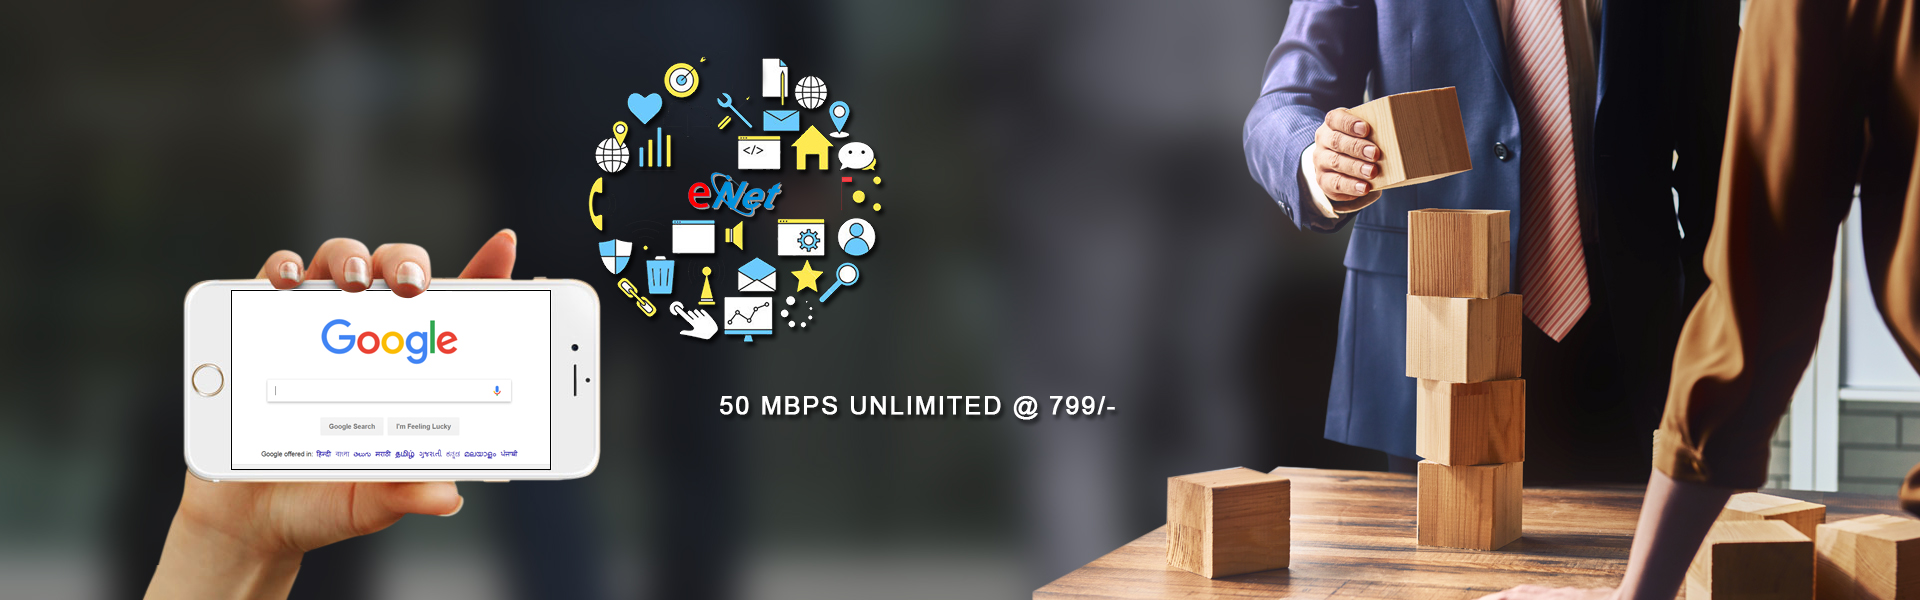 </>
eNet
Google
Google Search I'm Feeling Lucky
Google offered in: हिन्दी বাংলা తెలుగు मराठी தமிழ் ગુજરાતી ಕನ್ನಡ മലയാളം ਪੰਜਾਬੀ
50 MBPS UNLIMITED @ 799/-